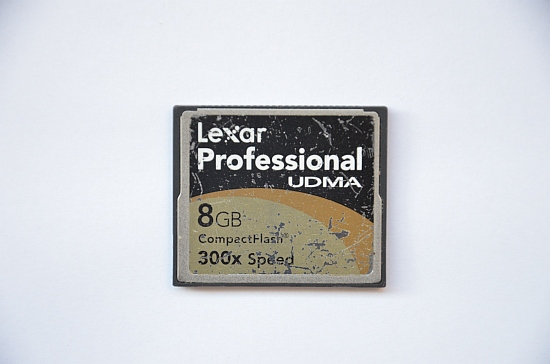 Lexar
Professional
UDMA
8GB
CompactFlash®
300x Speed